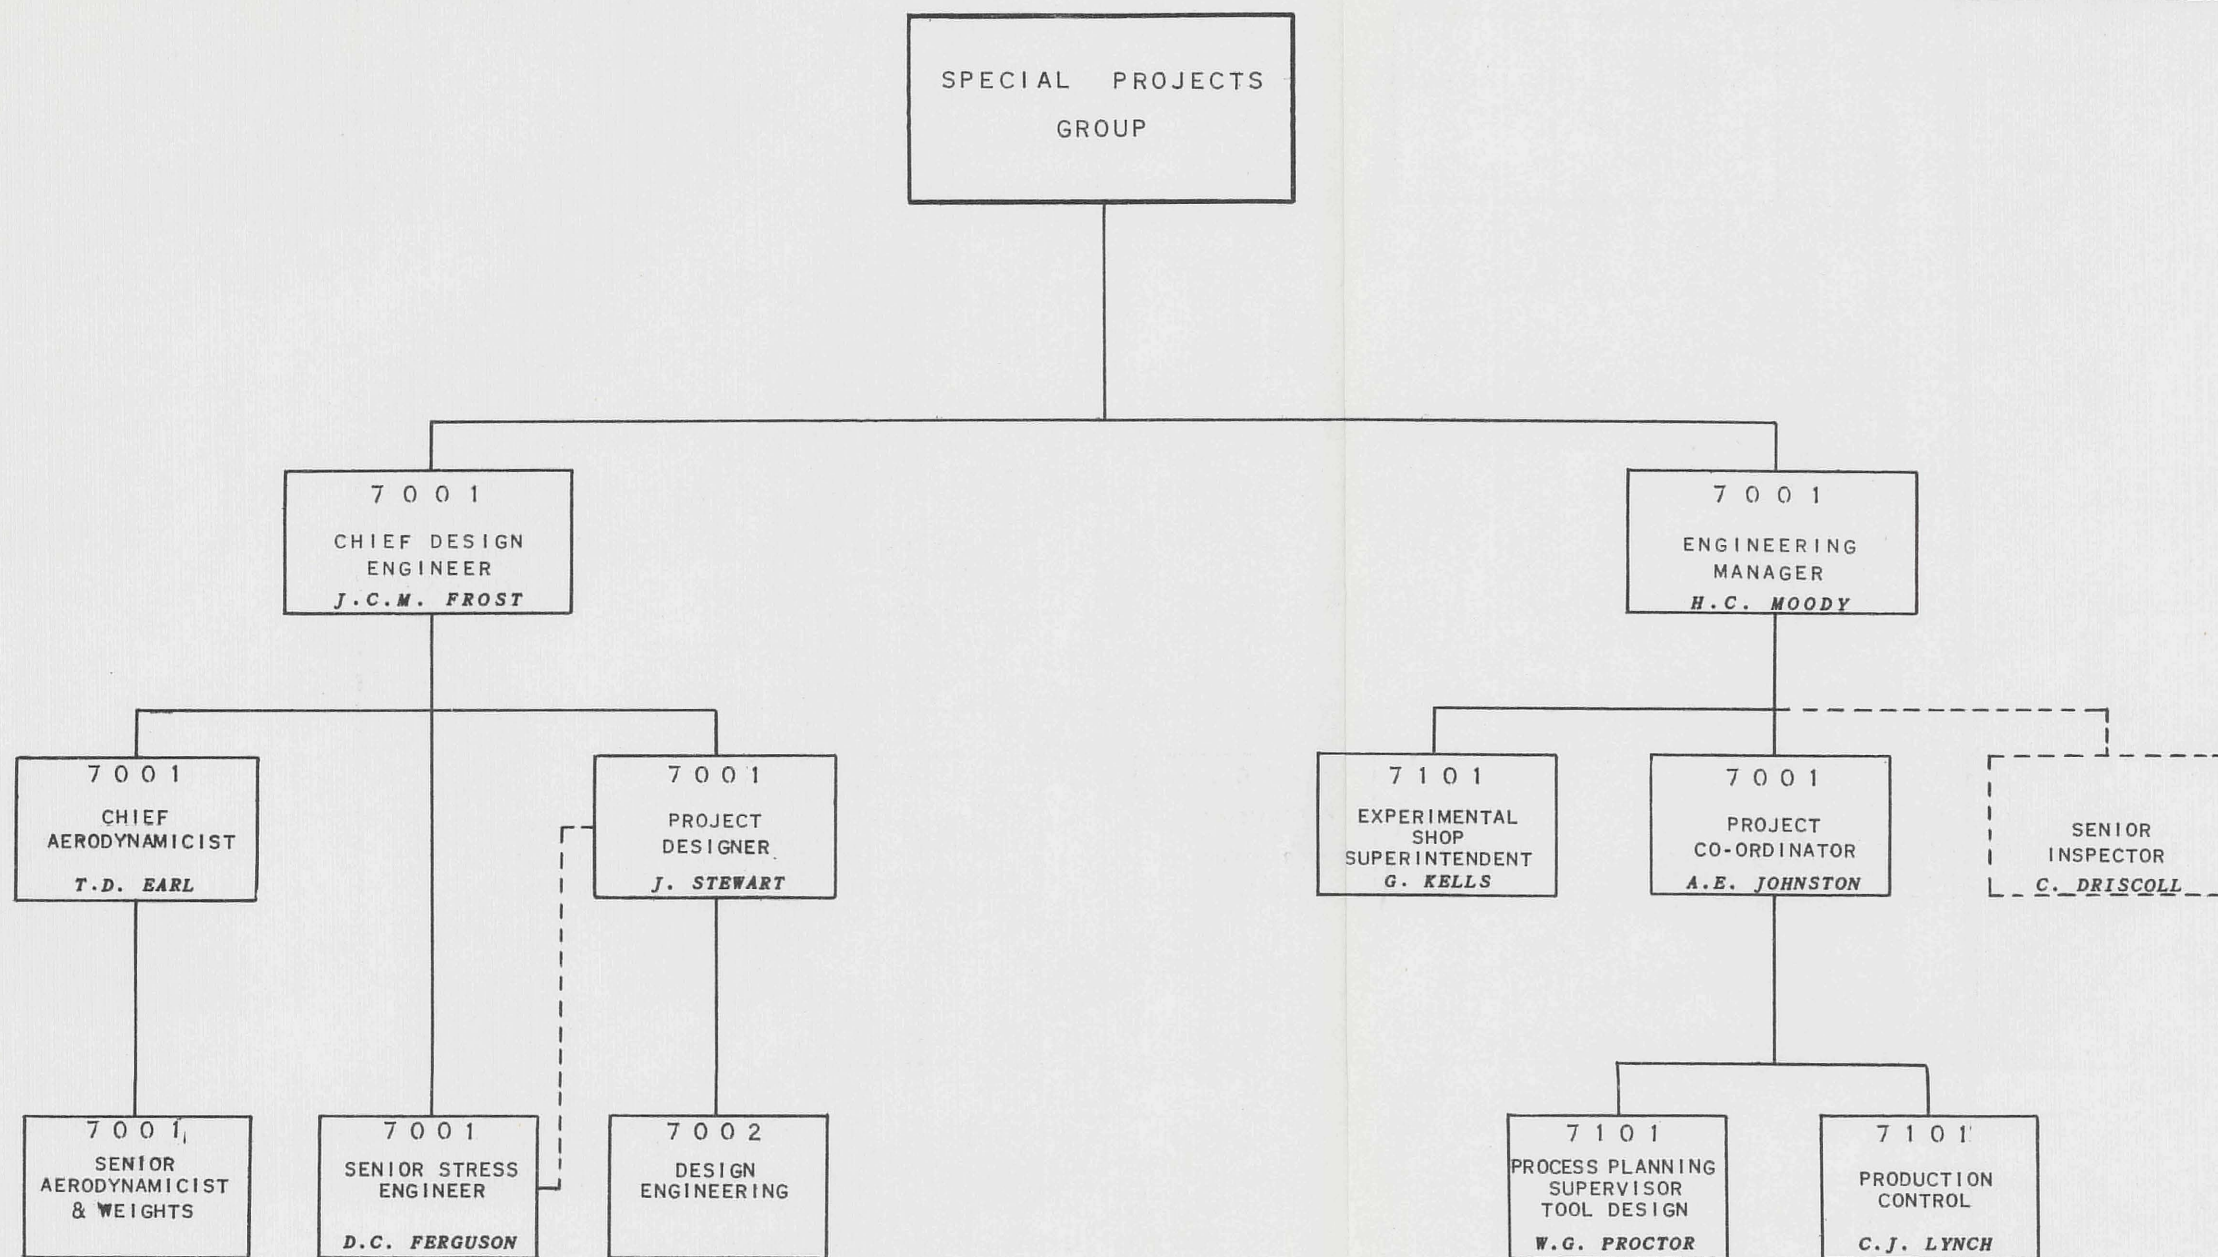 SPECIAL PROJECTS
GROUP
7001
CHIEF DESIGN
ENGINEER
J.C.M. FROST
7001
ENGINEERING
MANAGER
H.C. MOODY
7001
CHIEF
AERODYNAMICIST
T.D. EARL
7001
PROJECT
DESIGNER
J. STEWART
7101
EXPERIMENTAL
SHOP
SUPERINTENDENT
G. KELLS
7001
PROJECT
CO-ORDINATOR
A.E. JOHNSTON
SENIOR
INSPECTOR
C. DRISCOLL
7001
SENIOR
AERODYNAMICIST
& WEIGHTS
7001
SENIOR STRESS
ENGINEER
D.C. FERGUSON
7002
DESIGN
ENGINEERING
7101
PROCESS PLANNING
SUPERVISOR
TOOL DESIGN
W.G. PROCTOR
7101
PRODUCTION
CONTROL
C.J. LYNCH